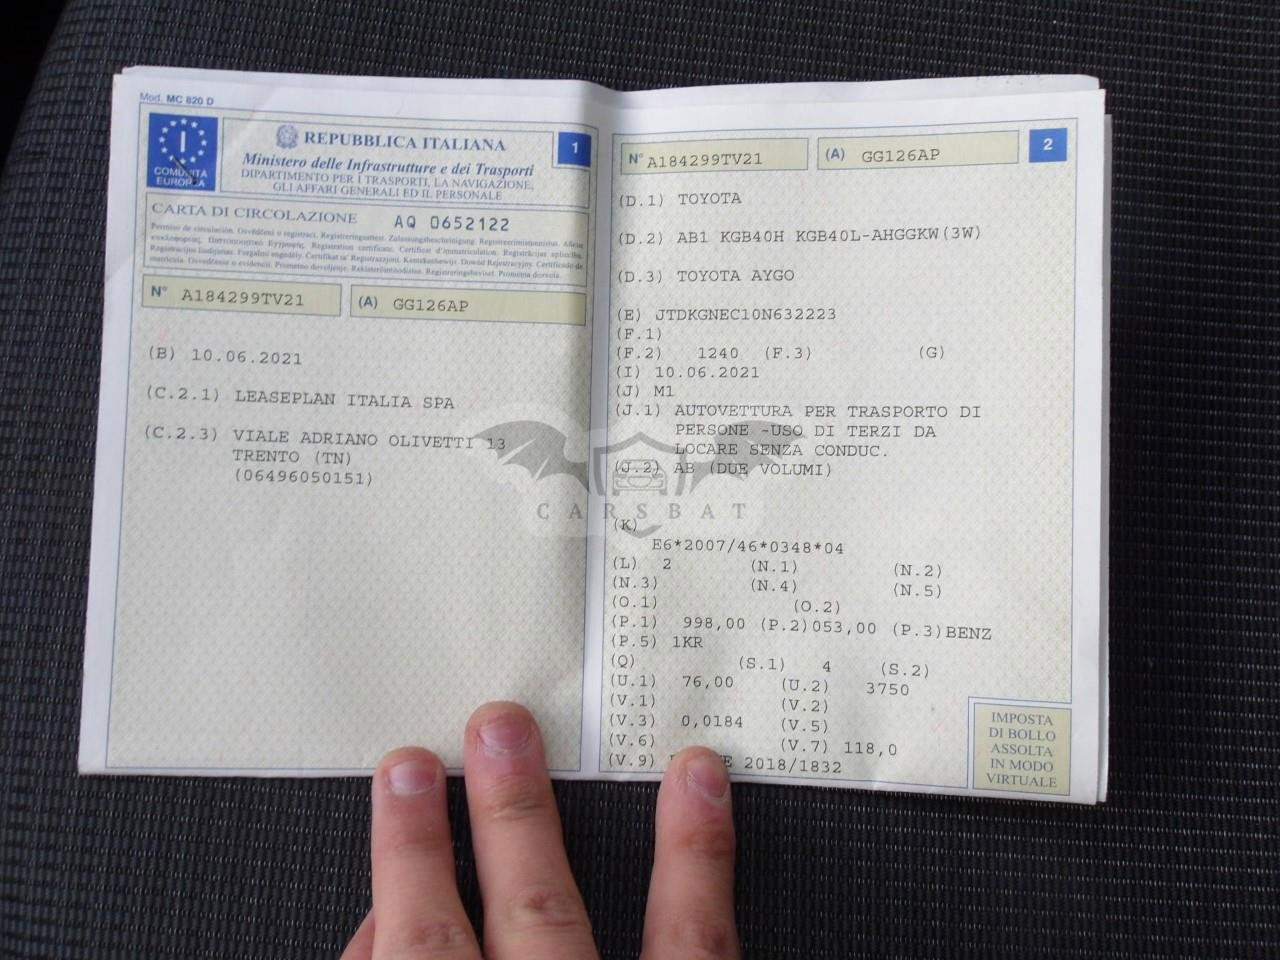 Mod. MC 820 D
I
COMUNITÀ
EUROPEA
REPUBBLICA ITALIANA
Ministero delle Infrastrutture e dei Trasporti
DIPARTIMENTO PER I TRASPORTI, LA NAVIGAZIONE,
GLI AFFARI GENERALI ED IL PERSONALE
1
CARTA DI CIRCOLAZIONE AQ 0652122
N° A184299TV21 (A) GG126AP
(B) 10.06.2021
(C.2.1) LEASEPLAN ITALIA SPA
(C.2.3) VIALE ADRIANO OLIVETTI 13
TRENTO (TN)
(06496050151)
N° A184299TV21 (A) GG126AP 2
(D.1) TOYOTA
(D.2) AB1 KGB40H KGB40L-AHGGKW(3W)
(D.3) TOYOTA AYGO
(E) JTDKGNEC10N632223
(F.1)
(F.2) 1240 (F.3) (G)
(I) 10.06.2021
(J) M1
(J.1) AUTOVETTURA PER TRASPORTO DI
PERSONE -USO DI TERZI DA
LOCARE SENZA CONDUC.
(J.2) AB (DUE VOLUMI)
CARSBAT
(K)
E6*2007/46*0348*04
(L) 2 (N.1) (N.2)
(N.3) (N.4) (N.5)
(O.1) (O.2)
(P.1) 998,00 (P.2)053,00 (P.3)BENZ
(P.5) 1KR
(Q) (S.1) 4 (S.2)
(U.1) 76,00 (U.2) 3750
(V.1) (V.2)
(V.3) 0,0184 (V.5)
(V.6) (V.7) 118,0
(V.9) 2018/1832
IMPOSTA
DI BOLLO
ASSOLTA
IN MODO
VIRTUALE